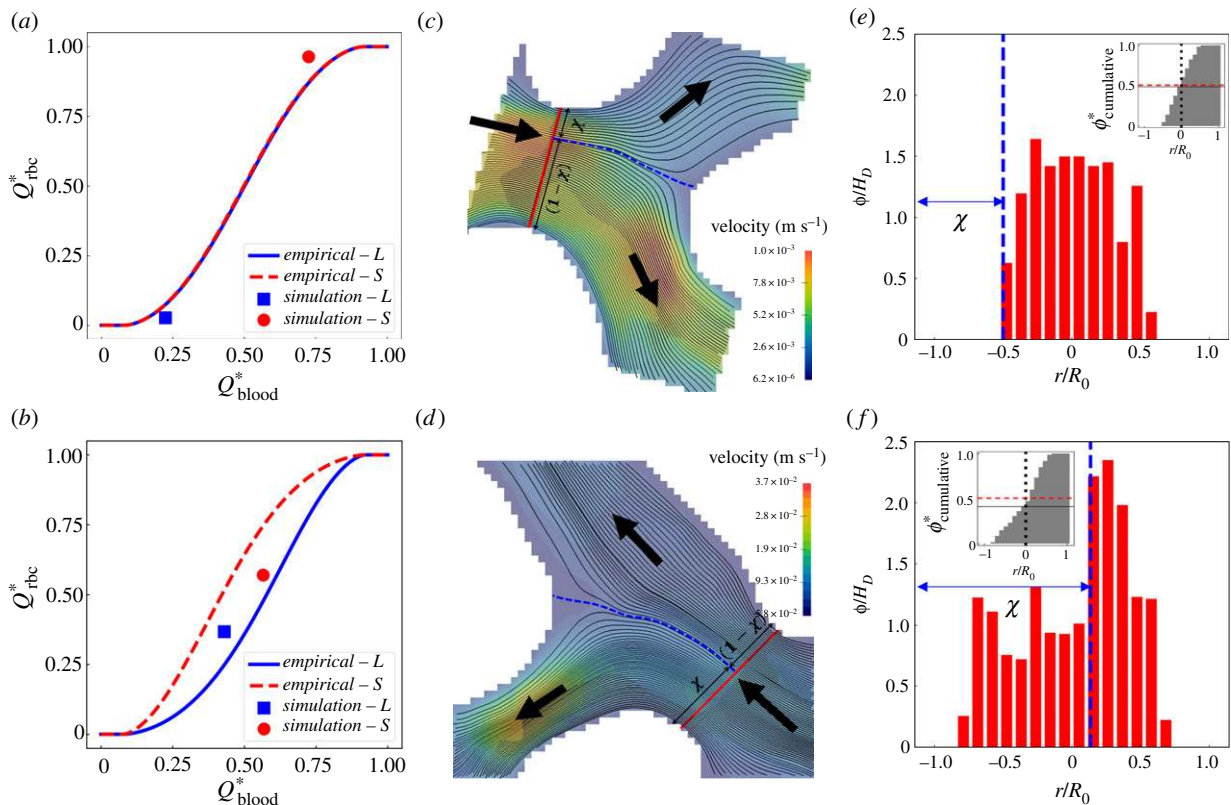 (a)
1.00
0.75
0.50
0.25
0
Q*rbc
empirical – L
empirical – S
simulation – L
simulation – S
0 0.25 0.50 0.75 1.00
Q*blood
(c)
χ
(1 – χ)
velocity (m s⁻¹)
1.0 × 10⁻³
7.8 × 10⁻³
5.2 × 10⁻³
2.6 × 10⁻³
6.2 × 10⁻⁶
(e)
2.5
2.0
1.5
1.0
0.5
0
ϕ/H_D
χ
–1.0 –0.5 0 0.5 1.0
r/R₀
ϕ*cumulative
1.0
0.5
0
–1 0 1
r/R₀
(b)
1.00
0.75
0.50
0.25
0
Q*rbc
empirical – L
empirical – S
simulation – L
simulation – S
0 0.25 0.50 0.75 1.00
Q*blood
(d)
velocity (m s⁻¹)
3.7 × 10⁻²
2.8 × 10⁻²
1.9 × 10⁻²
9.3 × 10⁻²
5.8 × 10⁻²
(1 – χ)
χ
(f)
2.5
2.0
1.5
1.0
0.5
0
ϕ/H_D
ϕ*cumulative
1.0
0.5
0
–1 0 1
r/R₀
χ
–1.0 –0.5 0 0.5 1.0
r/R₀